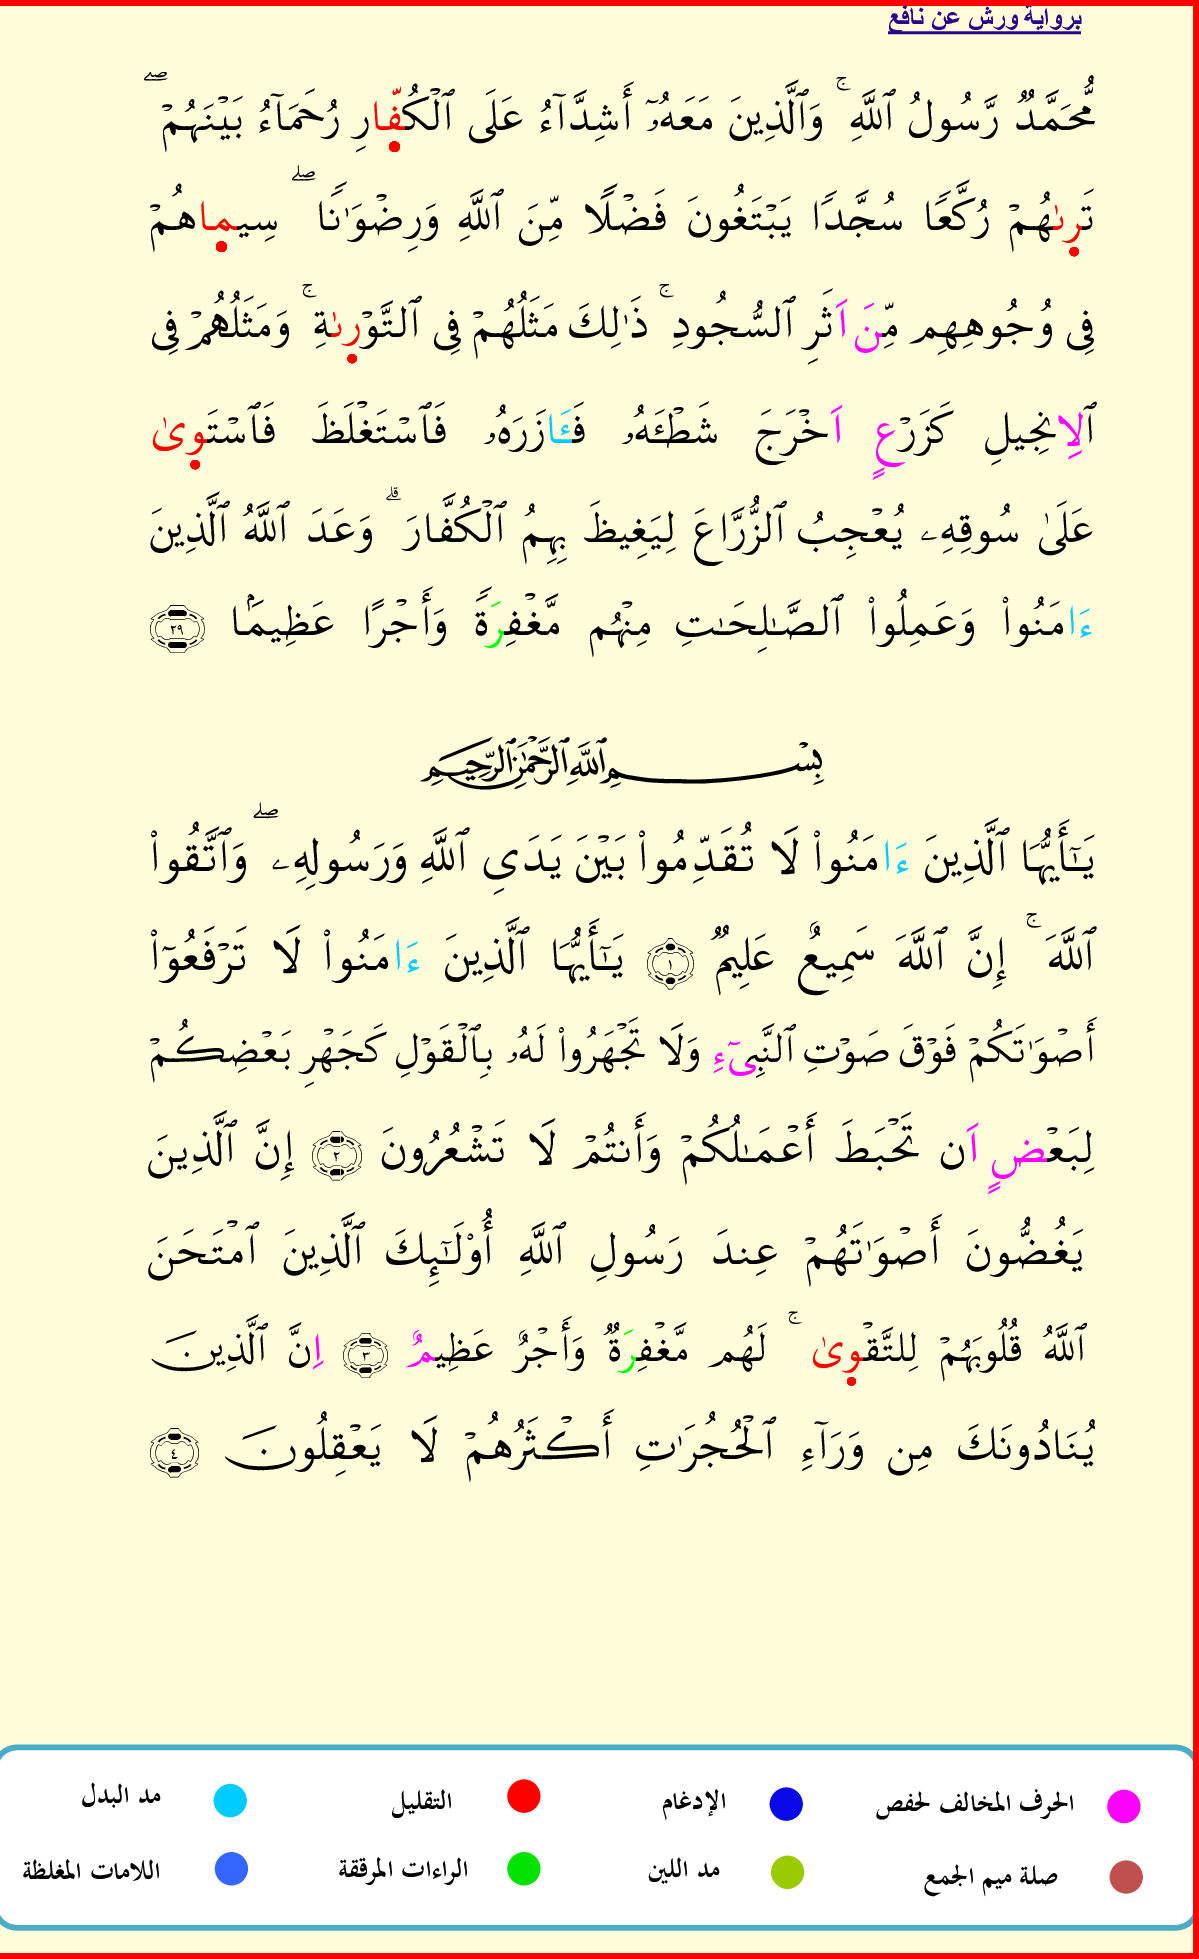 برواية ورش عن نافع
مُّحَمَّدٌ رَّسُولُ ٱللَّهِ ۚ وَٱلَّذِينَ مَعَهُۥٓ أَشِدَّآءُ عَلَى ٱلْكُفّ۪ارِ رُحَمَآءُ بَيْنَهُمْ ۖ
تَر۪ىٰهُمْ رُكَّعًا سُجَّدًا يَبْتَغُونَ فَضْلًا مِّنَ ٱللَّهِ وَرِضْوَٰنًا ۖ سِيم۪اهُمْ
فِى وُجُوهِهِم مِّنَ اَثَرِ ٱلسُّجُودِ ۚ ذَٰلِكَ مَثَلُهُمْ فِى ٱلتَّوْر۪ىٰةِ ۚ وَمَثَلُهُمْ فِى
ٱلِانجِيلِ كَزَرْعٍ اَخْرَجَ شَطْـَٔهُۥ فَـَٔازَرَهُۥ فَٱسْتَغْلَظَ فَٱسْتَو۪ىٰ
عَلَىٰ سُوقِهِۦ يُعْجِبُ ٱلزُّرَّاعَ لِيَغِيظَ بِهِمُ ٱلْكُفَّارَ ۗ وَعَدَ ٱللَّهُ ٱلَّذِينَ
ءَامَنُوا۟ وَعَمِلُوا۟ ٱلصَّـٰلِحَـٰتِ مِنْهُم مَّغْفِرَةً وَأَجْرًا عَظِيمَۢا ٢٩
بِسْمِ ٱللَّهِ ٱلرَّحْمَـٰنِ ٱلرَّحِيمِ
يَـٰٓأَيُّهَا ٱلَّذِينَ ءَامَنُوا۟ لَا تُقَدِّمُوا۟ بَيْنَ يَدَىِ ٱللَّهِ وَرَسُولِهِۦ ۖ وَٱتَّقُوا۟
ٱللَّهَ ۚ إِنَّ ٱللَّهَ سَمِيعٌ عَلِيمٌ ١ يَـٰٓأَيُّهَا ٱلَّذِينَ ءَامَنُوا۟ لَا تَرْفَعُوٓا۟
أَصْوَٰتَكُمْ فَوْقَ صَوْتِ ٱلنَّبِىٓءِ وَلَا تَجْهَرُوا۟ لَهُۥ بِٱلْقَوْلِ كَجَهْرِ بَعْضِكُمْ
لِبَعْضٍ اَن تَحْبَطَ أَعْمَـٰلُكُمْ وَأَنتُمْ لَا تَشْعُرُونَ ٢ إِنَّ ٱلَّذِينَ
يَغُضُّونَ أَصْوَٰتَهُمْ عِندَ رَسُولِ ٱللَّهِ أُو۟لَـٰٓئِكَ ٱلَّذِينَ ٱمْتَحَنَ
ٱللَّهُ قُلُوبَهُمْ لِلتَّقْو۪ىٰ ۚ لَهُم مَّغْفِرَةٌ وَأَجْرٌ عَظِيمٌ ٣ اِنَّ ٱلَّذِينَ
يُنَادُونَكَ مِن وَرَآءِ ٱلْحُجُرَٰتِ أَكْثَرُهُمْ لَا يَعْقِلُونَ ٤
الحرف المخالف لحفص الإدغام التقليل مد البدل
صلة ميم الجمع مد اللين الراءات المرققة اللامات المغلظة